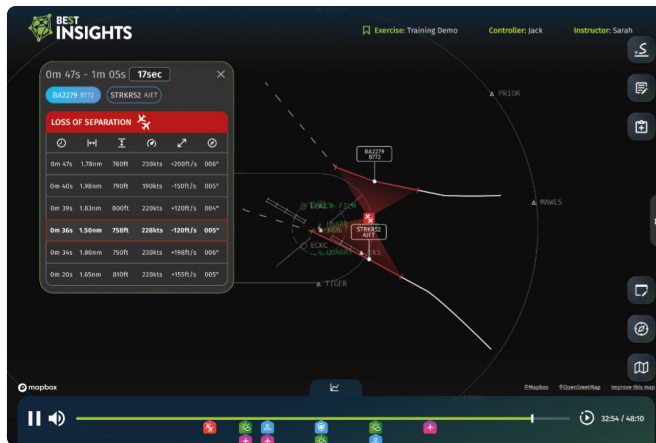 BEST
INSIGHTS
Exercise: Training Demo
Controller: Jack
Instructor: Sarah
0m 47s - 1m 05s 17sec
BA2279 B772 STRKR52 AJET
LOSS OF SEPARATION
0m 47s 1.78nm 760ft 230kts +200ft/s 006°
0m 40s 1.98nm 790ft 190kts -150ft/s 005°
0m 39s 1.83nm 800ft 220kts +120ft/s 004°
0m 36s 1.50nm 758ft 228kts -120ft/s 005°
0m 34s 1.80nm 750ft 230kts +198ft/s 006°
0m 20s 1.65nm 810ft 220kts +155ft/s 005°
PRIOR
BA2279
B772
MAWES
STRKR52
AJET
ECKC
TIGER
mapbox
©Mapbox ©OpenStreetMap Improve this map
32:54 / 48:10